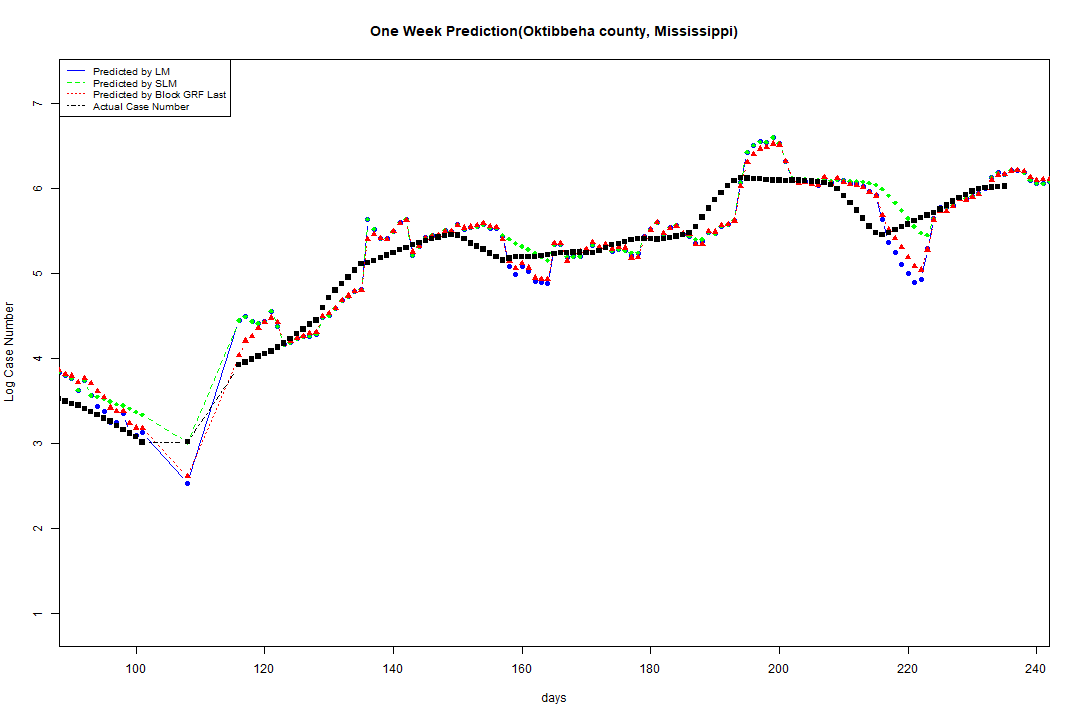 One Week Prediction(Oktibbeha county, Mississippi)
Predicted by LM
Predicted by SLM
Predicted by Block GRF Last
Actual Case Number
7
6
5
4
3
2
1
Log Case Number
100 120 140 160 180 200 220 240
days